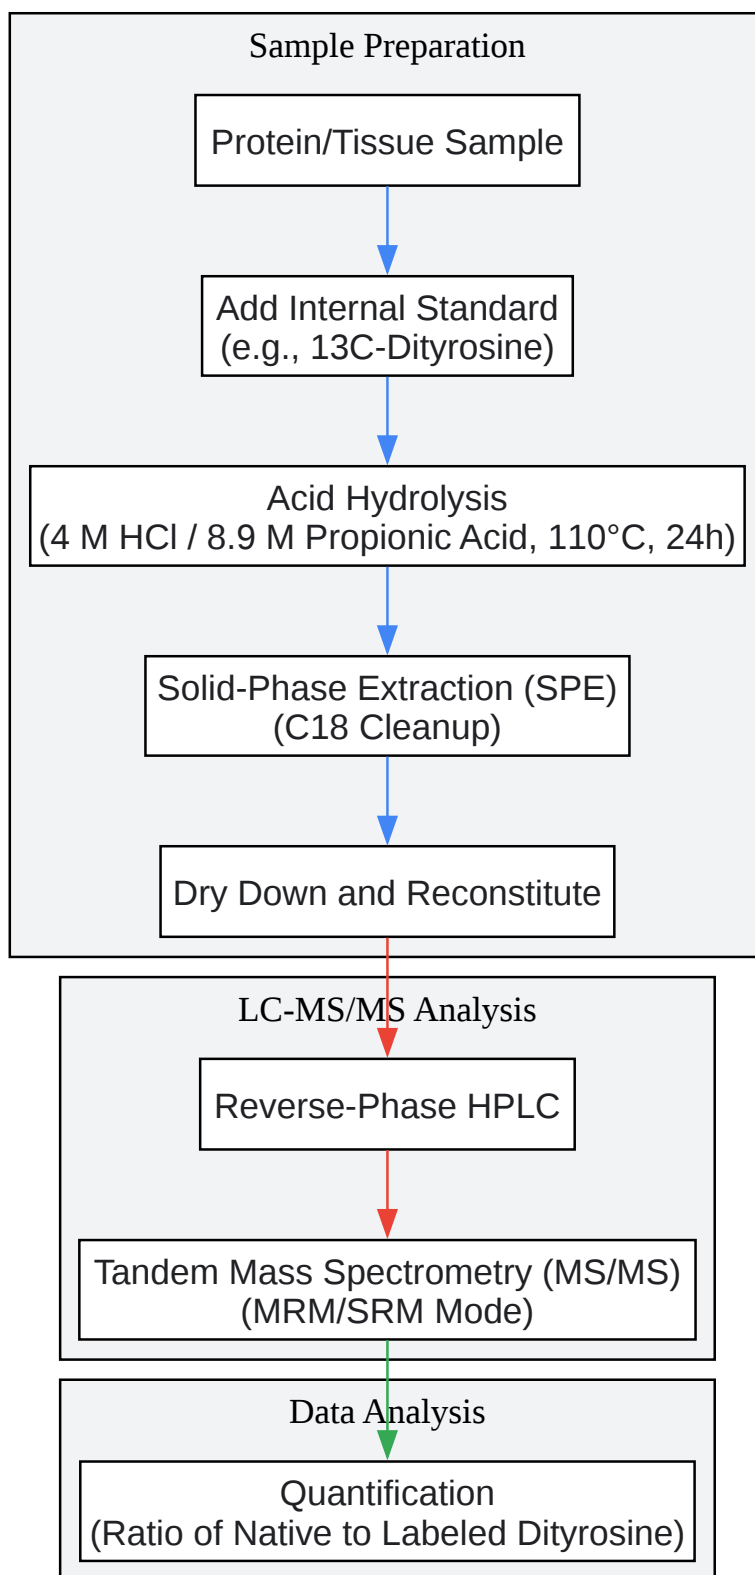 Sample Preparation
Protein/Tissue Sample
Add Internal Standard
(e.g., 13C-Dityrosine)
Acid Hydrolysis
(4 M HCl / 8.9 M Propionic Acid, 110°C, 24h)
Solid-Phase Extraction (SPE)
(C18 Cleanup)
Dry Down and Reconstitute
LC-MS/MS Analysis
Reverse-Phase HPLC
Tandem Mass Spectrometry (MS/MS)
(MRM/SRM Mode)
Data Analysis
Quantification
(Ratio of Native to Labeled Dityrosine)